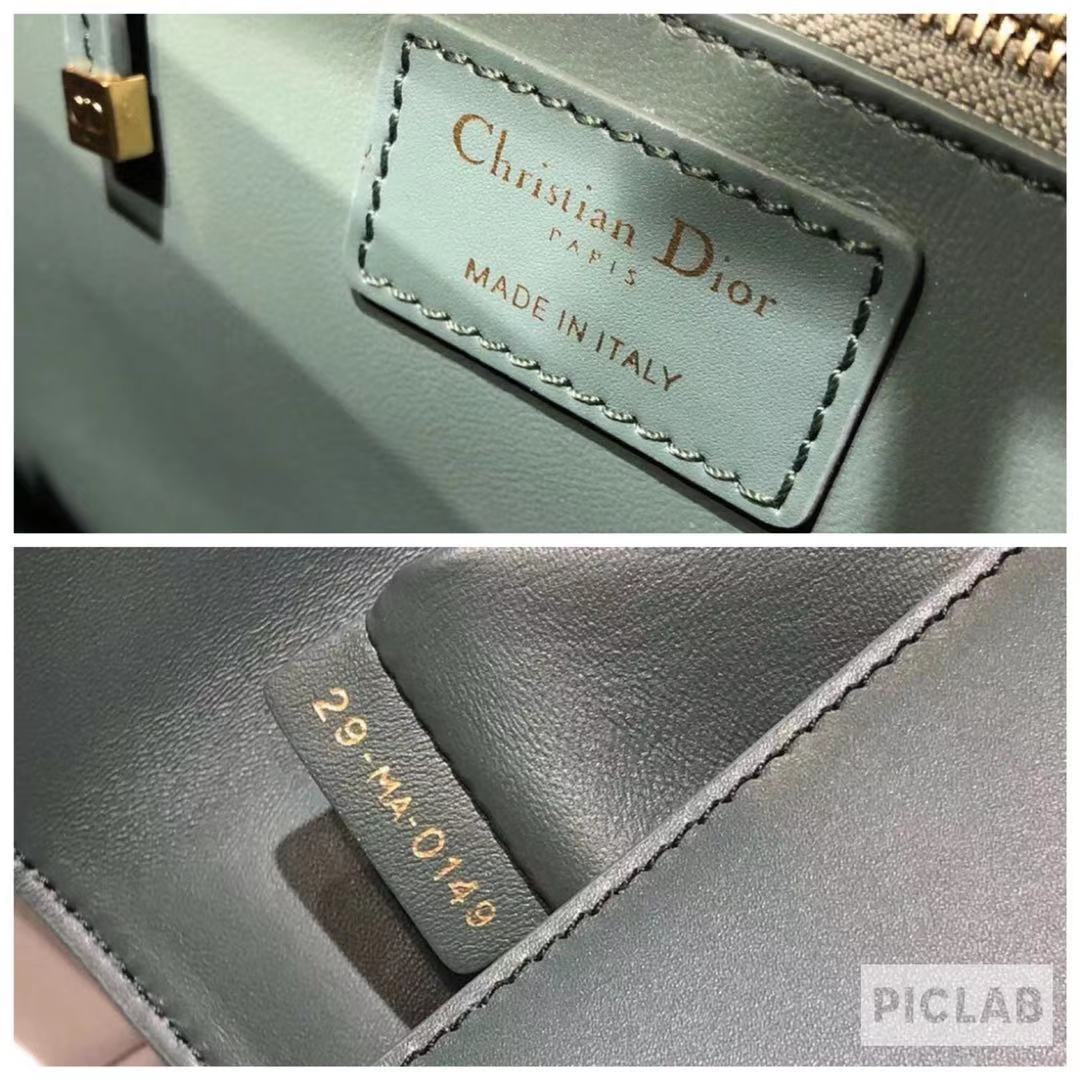 Christian Dior
PARIS
MADE IN ITALY
29-MA-0149
PICLAB